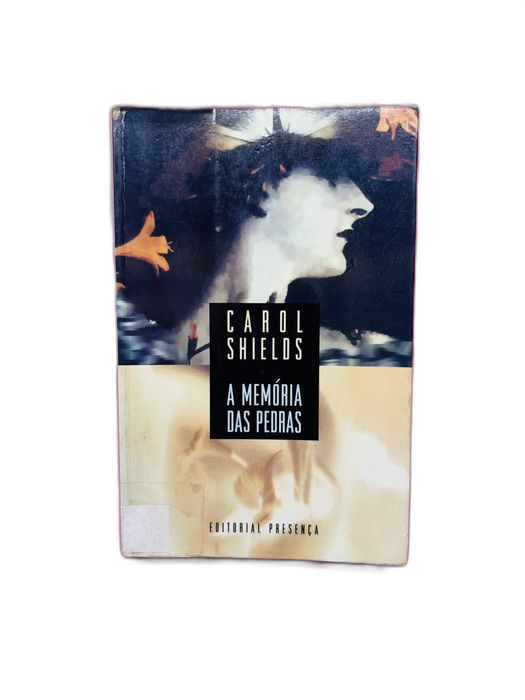 CAROL
SHIELDS
A MEMÓRIA
DAS PEDRAS
EDITORIAL PRESENÇA